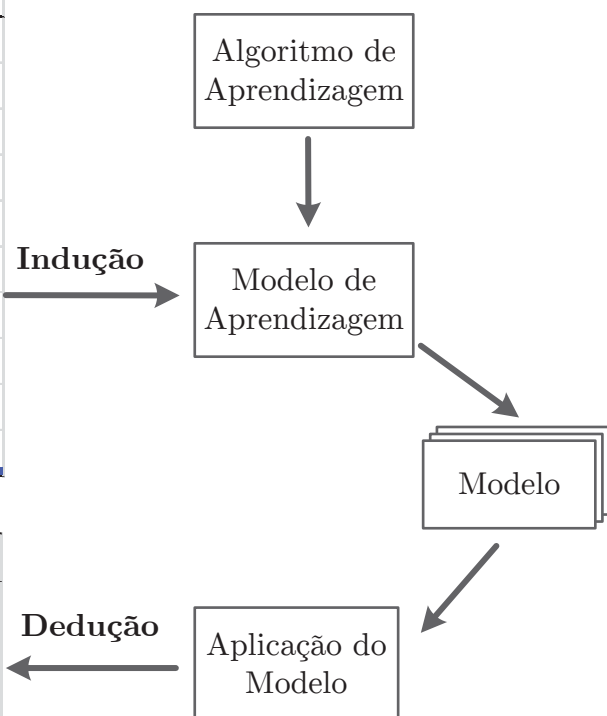 Algoritmo de
Aprendizagem
Indução
Modelo de
Aprendizagem
Modelo
Dedução
Aplicação do
Modelo